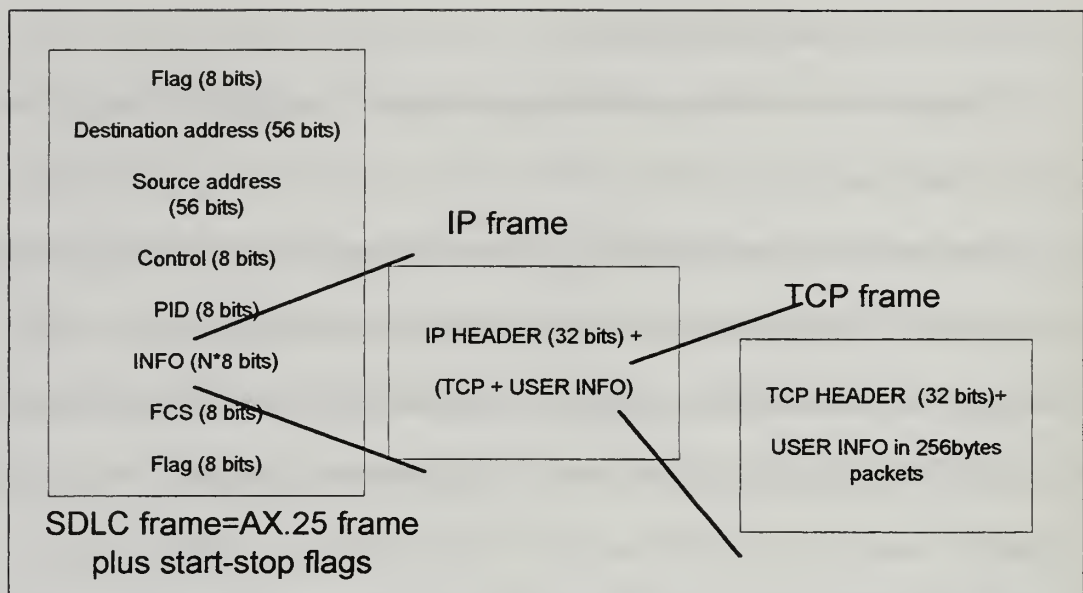 Flag (8 bits)
Destination address (56 bits)
Source address
(56 bits)
Control (8 bits)
PID (8 bits)
INFO (N*8 bits)
FCS (8 bits)
Flag (8 bits)
SDLC frame=AX.25 frame
plus start-stop flags
IP frame
IP HEADER (32 bits) +
(TCP + USER INFO)
TCP frame
TCP HEADER (32 bits)+
USER INFO in 256bytes
packets